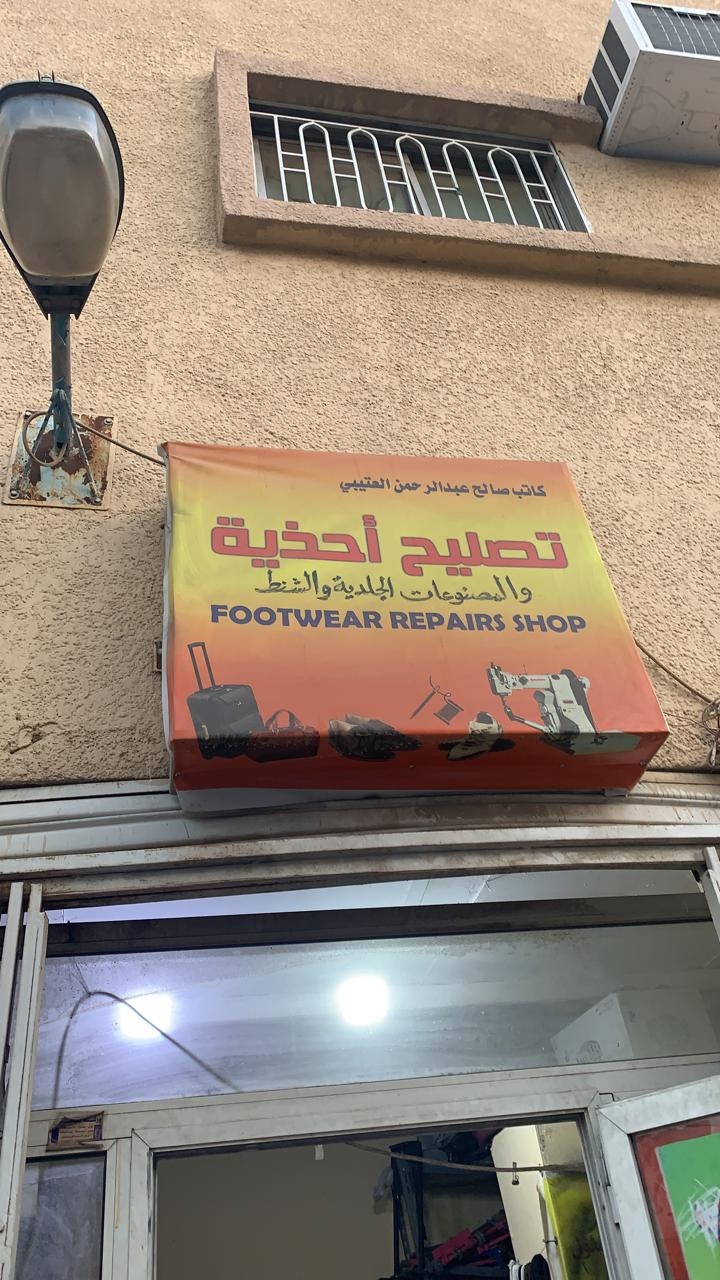 كاتب صالح عبدالرحمن العتيبي
تصليح أحذية
والمصنوعات الجلدية والشنط
FOOTWEAR REPAIRS SHOP